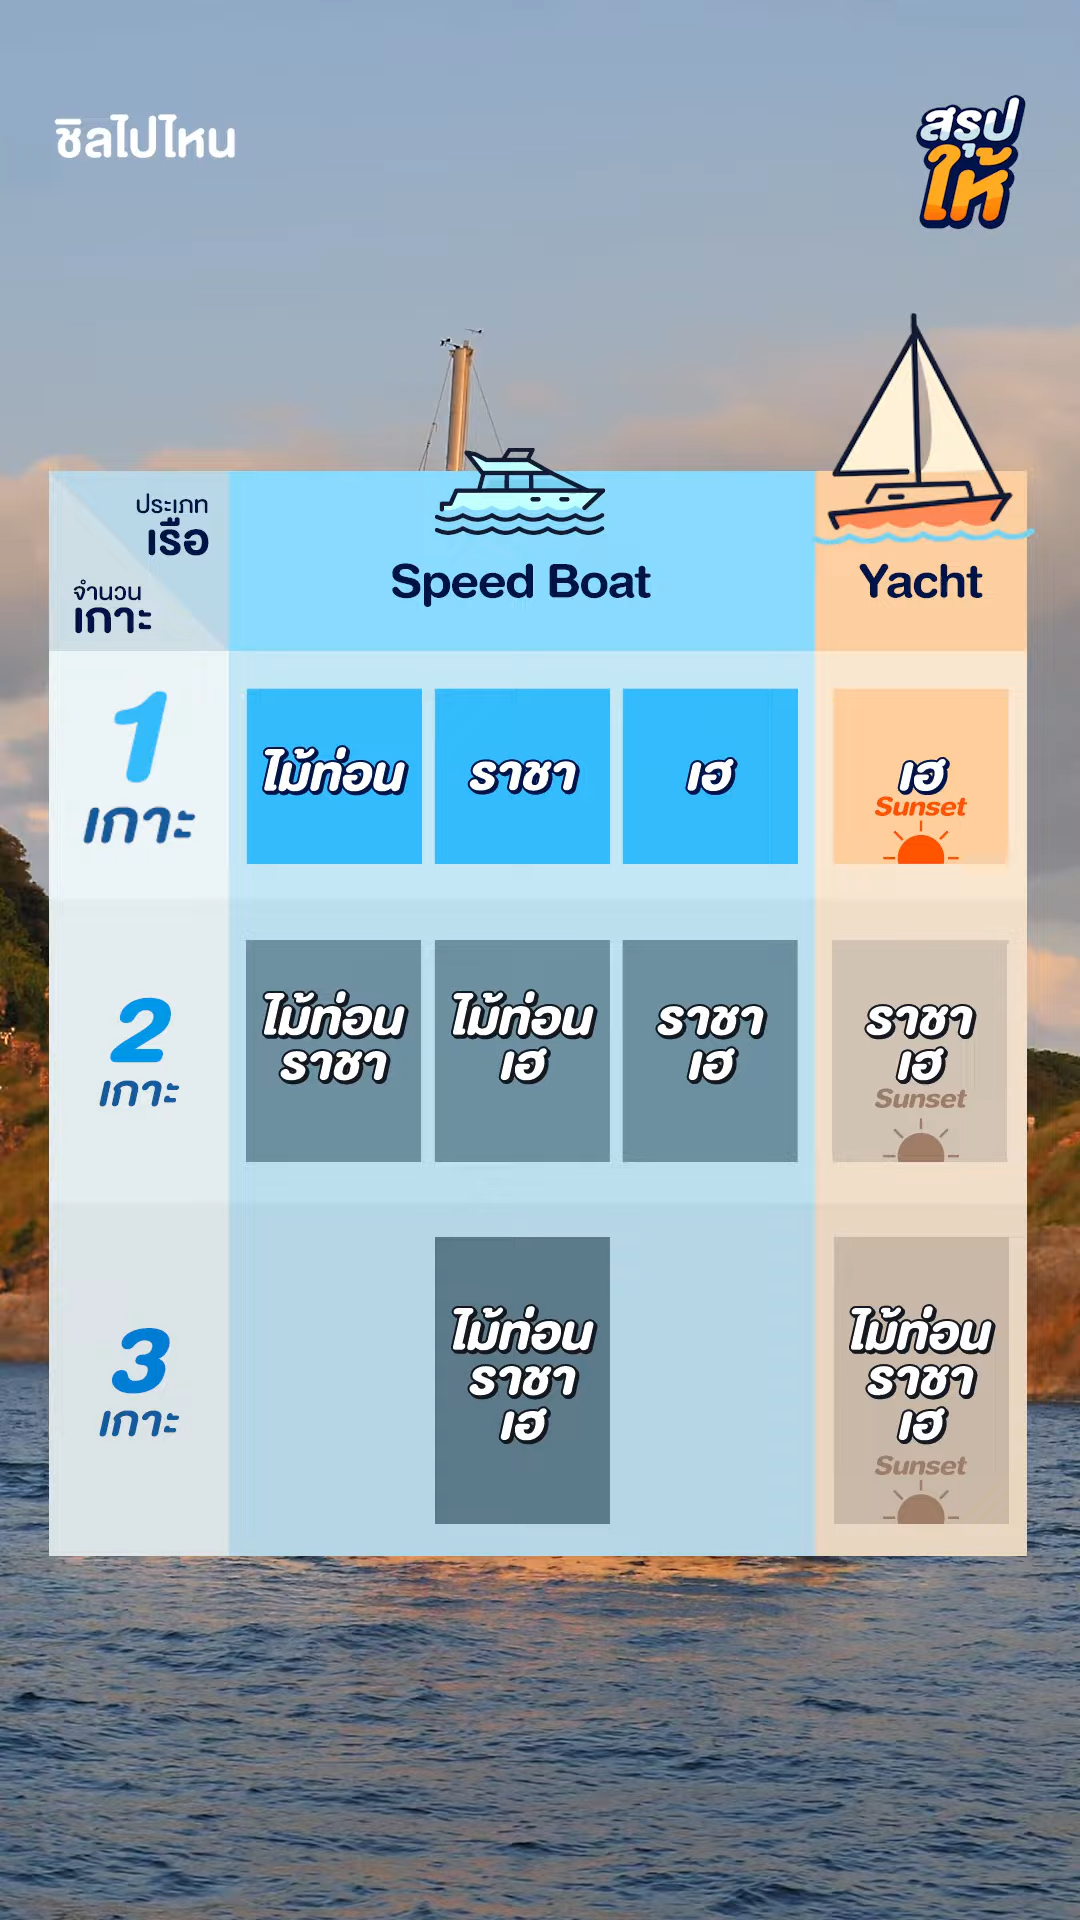 ชิลไปไหน
สรุป
ให้
ประเภท
เรือ
จำนวน
เกาะ
Speed Boat
Yacht
1
เกาะ
ไม้ท่อน
ราชา
เฮ
เฮ
Sunset
2
เกาะ
ไม้ท่อน
ราชา
ไม้ท่อน
เฮ
ราชา
เฮ
ราชา
เฮ
Sunset
3
เกาะ
ไม้ท่อน
ราชา
เฮ
ไม้ท่อน
ราชา
เฮ
Sunset